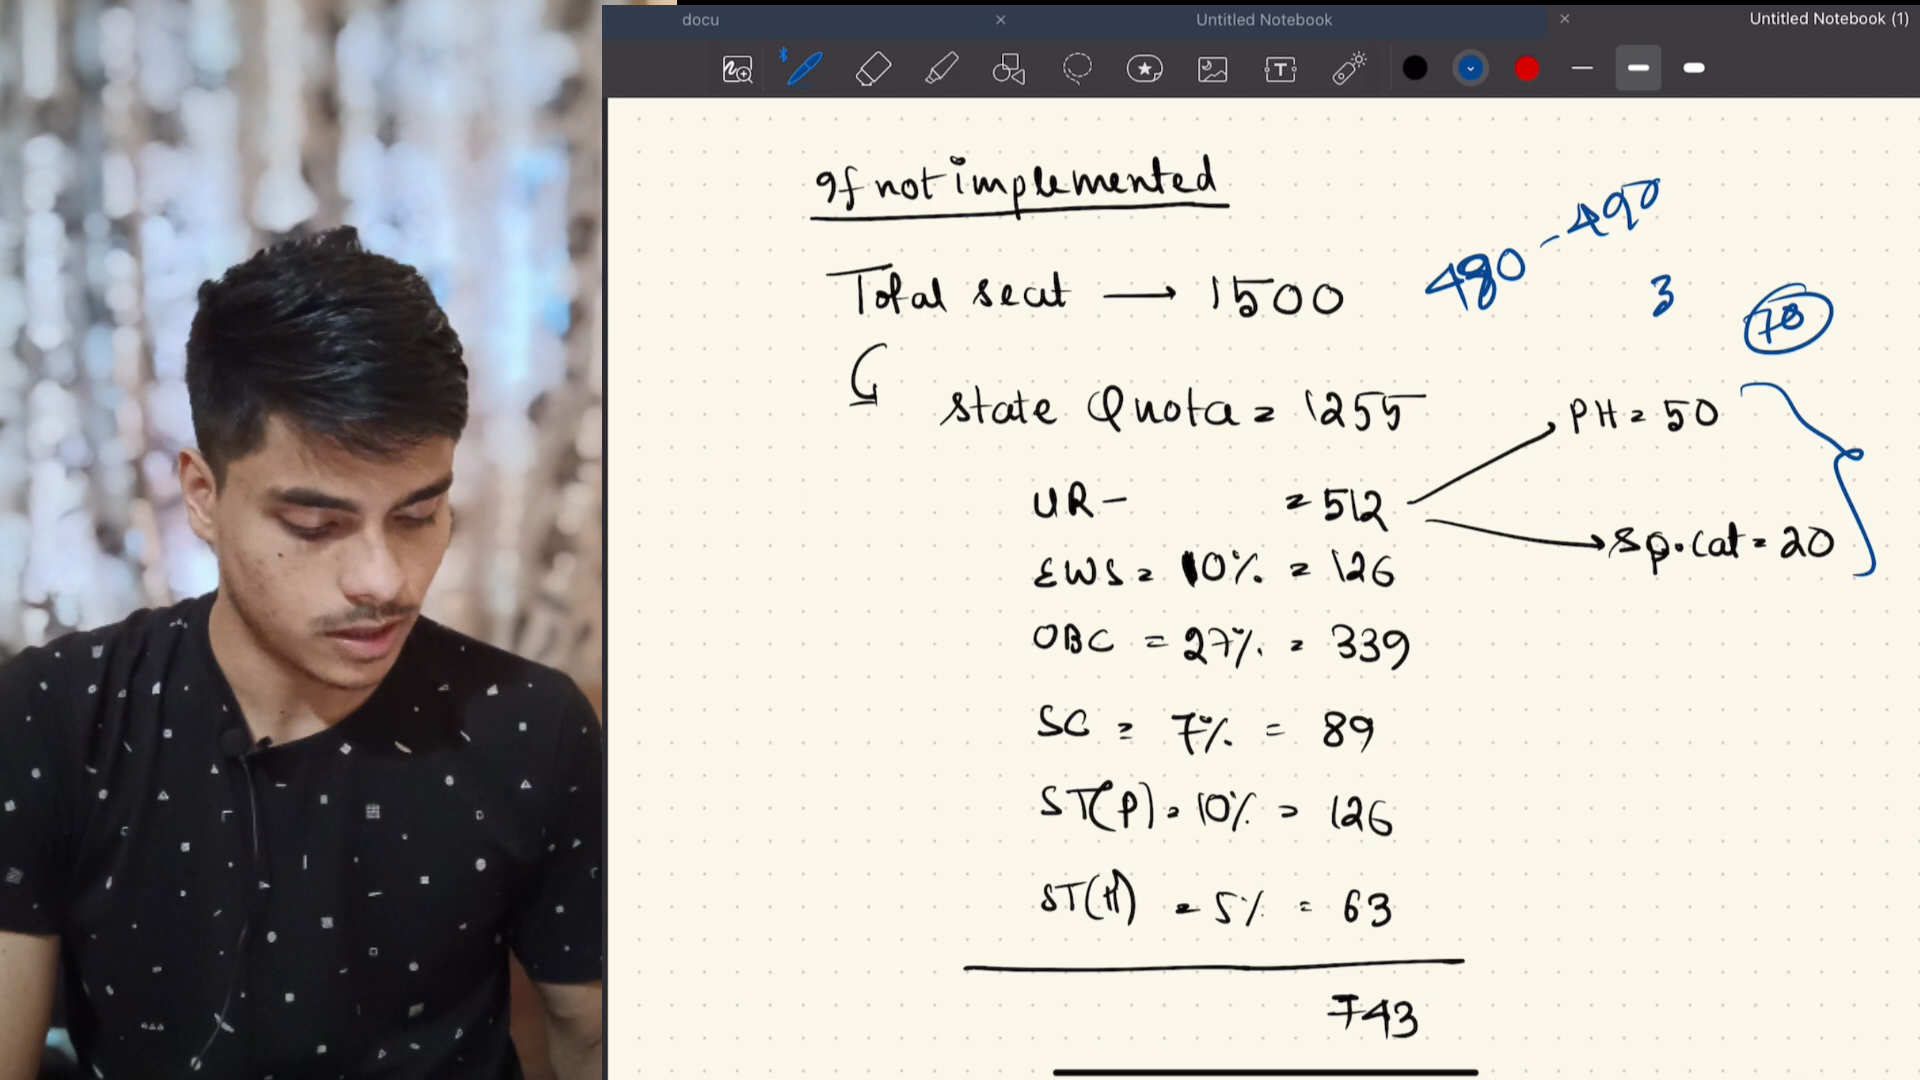 docu
Untitled Notebook
Untitled Notebook (1)
If not implemented
480 - 490
Total seat → 1500
3
70
State Quota = 1255
PH = 50
UR - = 512
Sp. Cat = 20
EWS = 10% = 126
OBC = 27% = 339
SC = 7% = 89
ST(P) = 10% = 126
ST(H) = 5% = 63
743